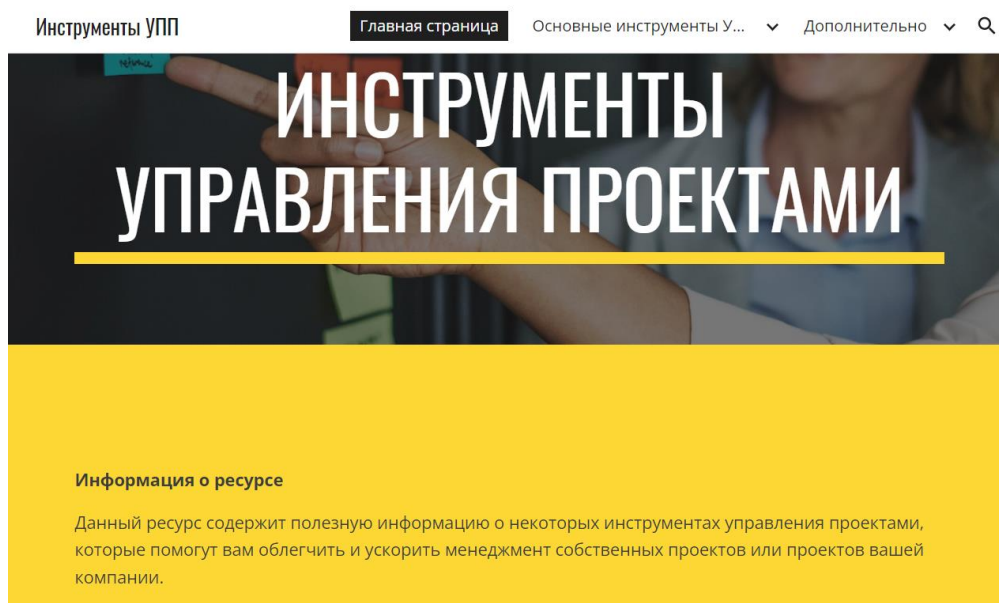 Инструменты УПП
Главная страница
Основные инструменты У...
Дополнительно
ИНСТРУМЕНТЫ
УПРАВЛЕНИЯ ПРОЕКТАМИ
Информация о ресурсе
Данный ресурс содержит полезную информацию о некоторых инструментах управления проектами,
которые помогут вам облегчить и ускорить менеджмент собственных проектов или проектов вашей
компании.